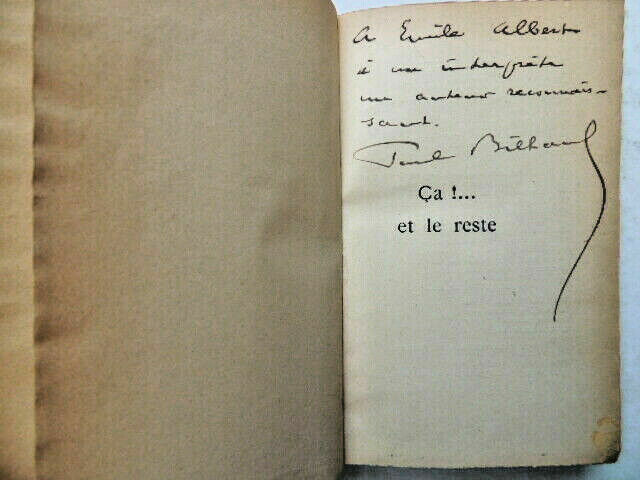 A Emile Albert
à un interprète
un auteur reconnais-
sant.
Paul Bilhaud
Ça !...
et le reste